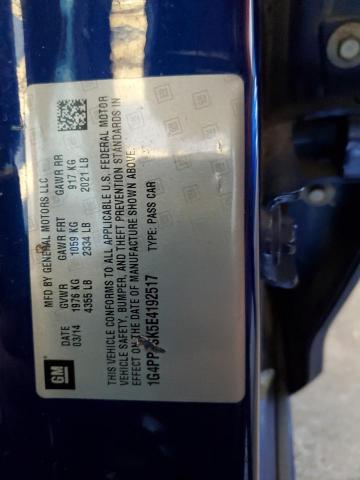 GM
MFD BY GENERAL MOTORS LLC
DATE GVWR GAWR FRT GAWR RR
03/14 1976 KG 1059 KG 917 KG
4355 LB 2334 LB 2021 LB
THIS VEHICLE CONFORMS TO ALL APPLICABLE U.S. FEDERAL MOTOR
VEHICLE SAFETY, BUMPER, AND THEFT PREVENTION STANDARDS IN
EFFECT ON THE DATE OF MANUFACTURE SHOWN ABOVE.
TYPE: PASS CAR